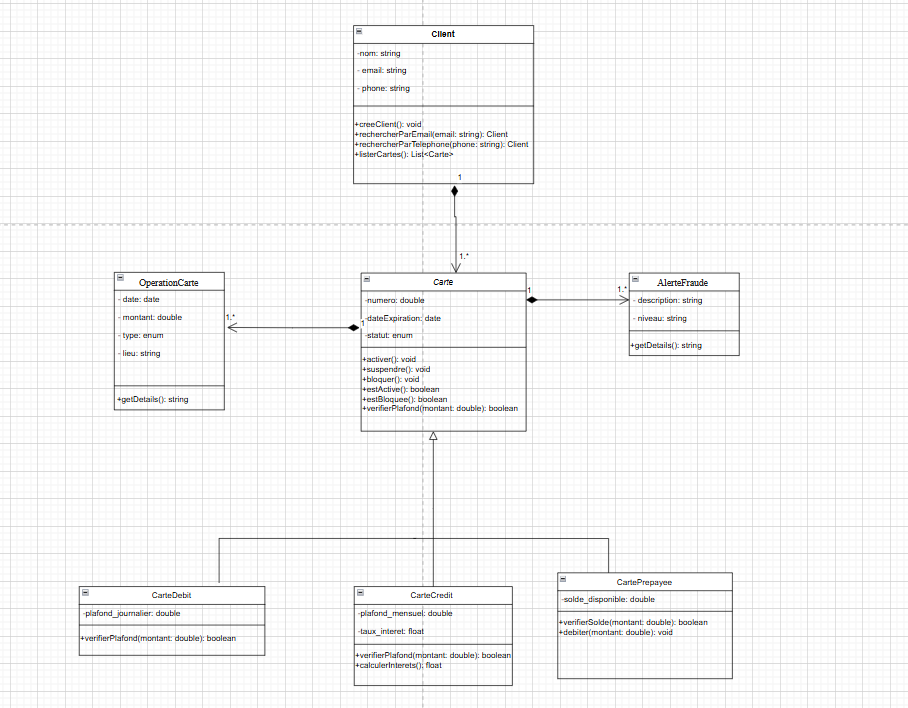 Client
-nom: string
- email: string
- phone: string
+creeClient(): void
+rechercherParEmail(email: string): Client
+rechercherParTelephone(phone: string): Client
+listerCartes(): List<Carte>
1
1.*
OperationCarte
- date: date
- montant: double
- type: enum
- lieu: string
+getDetails(): string
1.*
1
Carte
-numero: double
-dateExpiration: date
-statut: enum
+activer(): void
+suspendre(): void
+bloquer(): void
+estActive(): boolean
+estBloquee(): boolean
+verifierPlafond(montant: double): boolean
1
1.*
AlerteFraude
- description: string
- niveau: string
+getDetails(): string
CarteDebit
-plafond_journalier: double
+verifierPlafond(montant: double): boolean
CarteCredit
-plafond_mensuel: double
-taux_interet: float
+verifierPlafond(montant: double): boolean
+calculerInterets(): float
CartePrepayee
-solde_disponible: double
+verifierSolde(montant: double): boolean
+debiter(montant: double): void